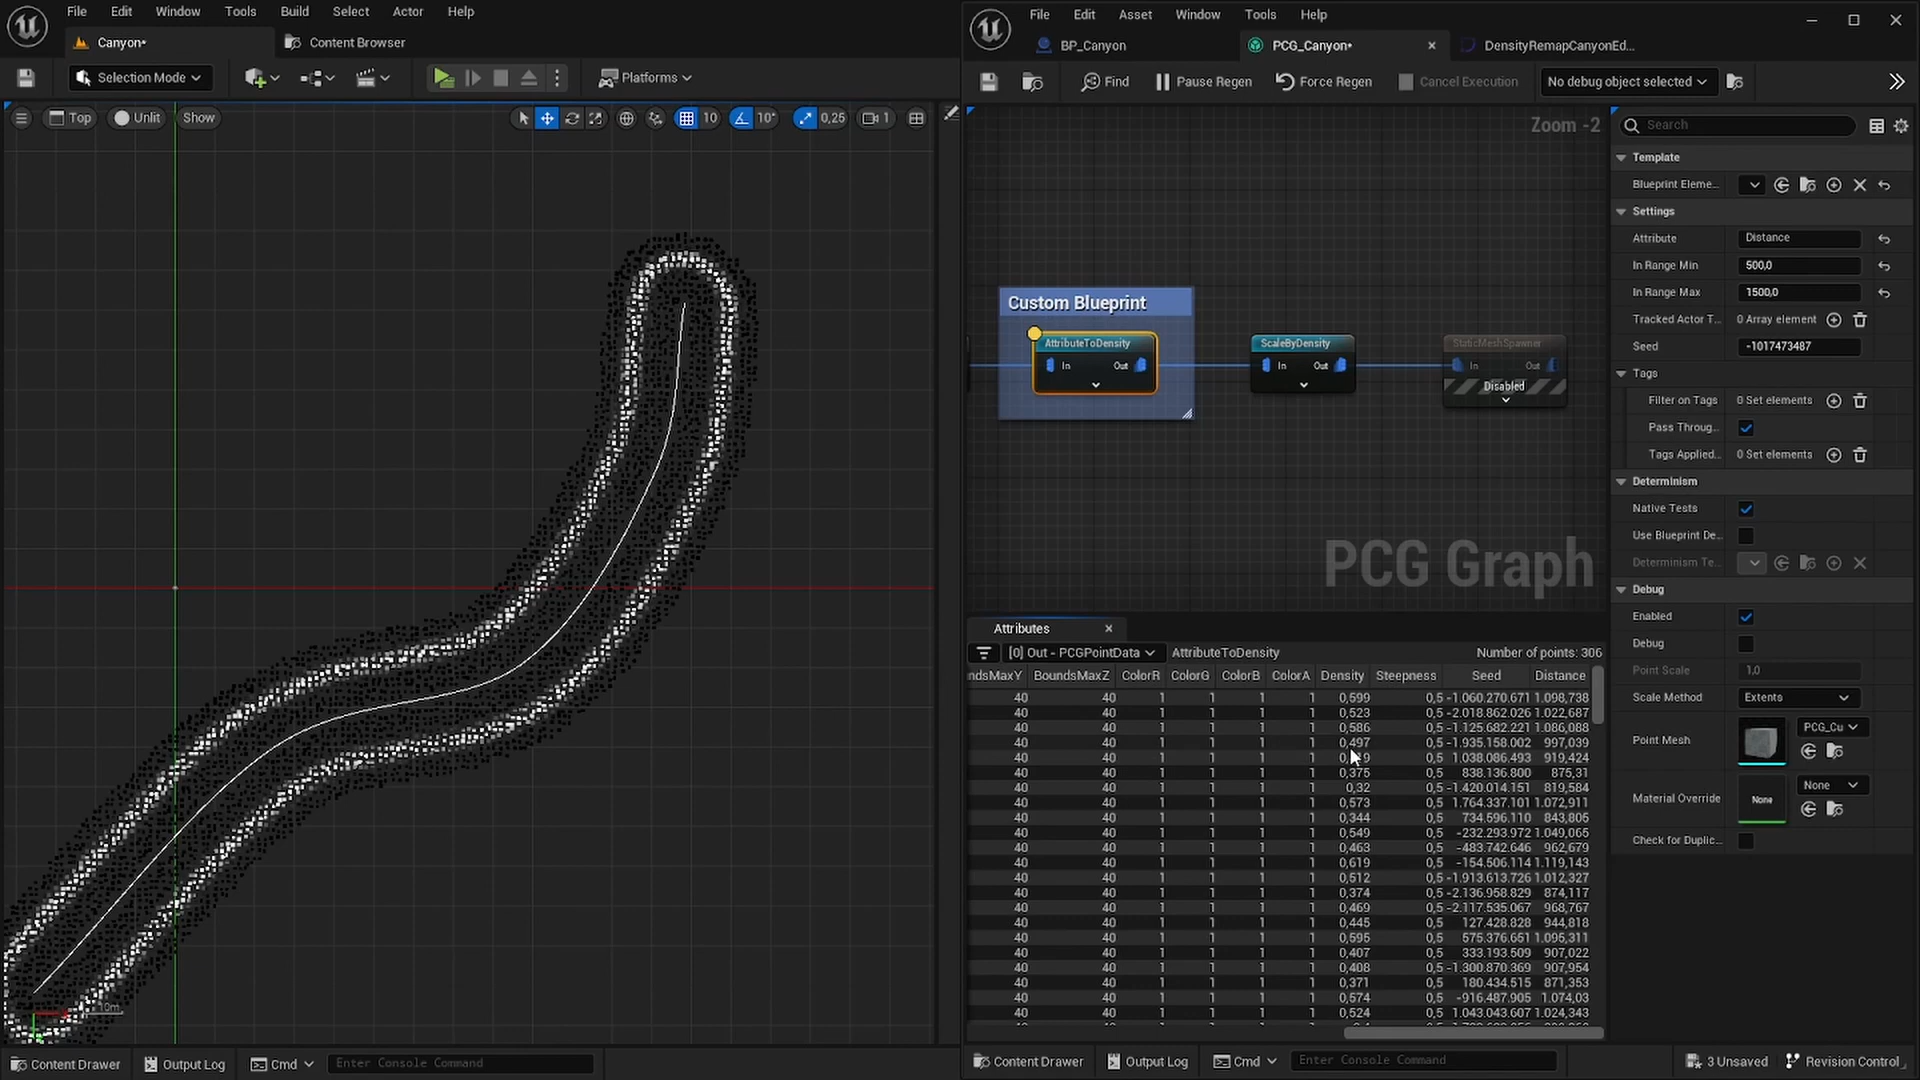 File Edit Window Tools Build Select Actor Help
Canyon*
Content Browser
Selection Mode
Platforms
Top
Unlit
Show
10
10°
0,25
1
10m
Content Drawer
Output Log
Cmd
Enter Console Command
File Edit Asset Window Tools Help
BP_Canyon
PCG_Canyon*
DensityRemapCanyonEd...
Find
Pause Regen
Force Regen
Cancel Execution
No debug object selected
Zoom -2
Custom Blueprint
AttributeToDensity
In Out
ScaleByDensity
In Out
StaticMeshSpawner
In Out
Disabled
PCG Graph
Attributes
[0] Out - PCGPointData
AttributeToDensity
Number of points: 306
ndsMaxY BoundsMaxZ ColorR ColorG ColorB ColorA Density Steepness Seed Distance
40 40 1 1 1 1 0,599 0,5 -1.060.270.671 1.098,738
40 40 1 1 1 1 0,523 0,5 -2.018.862.026 1.022,687
40 40 1 1 1 1 0,586 0,5 -1.125.682.221 1.086,088
40 40 1 1 1 1 0,497 0,5 -1.935.158.002 997,039
40 40 1 1 1 1 0,5 1.038.086.493 919,424
40 40 1 1 1 1 0,375 0,5 838.136.800 875,31
40 40 1 1 1 1 0,32 0,5 -1.420.014.151 819,584
40 40 1 1 1 1 0,573 0,5 1.764.337.101 1.072,911
40 40 1 1 1 1 0,344 0,5 734.596.110 843,805
40 40 1 1 1 1 0,549 0,5 -232.293.972 1.049,065
40 40 1 1 1 1 0,463 0,5 -483.742.646 962,679
40 40 1 1 1 1 0,619 0,5 -154.506.114 1.119,143
40 40 1 1 1 1 0,512 0,5 -1.913.613.726 1.012,327
40 40 1 1 1 1 0,374 0,5 -2.136.958.829 874,117
40 40 1 1 1 1 0,469 0,5 -2.117.535.067 968,767
40 40 1 1 1 1 0,445 0,5 127.428.828 944,818
40 40 1 1 1 1 0,595 0,5 575.376.651 1.095,311
40 40 1 1 1 1 0,407 0,5 333.193.509 907,022
40 40 1 1 1 1 0,408 0,5 -1.300.870.369 907,954
40 40 1 1 1 1 0,371 0,5 180.434.515 871,353
40 40 1 1 1 1 0,574 0,5 -916.487.905 1.074,03
40 40 1 1 1 1 0,524 0,5 1.043.043.607 1.024,343
Search
Template
Blueprint Eleme...
Settings
Attribute Distance
In Range Min 500,0
In Range Max 1500,0
Tracked Actor T... 0 Array element
Seed -1017473487
Tags
Filter on Tags 0 Set elements
Pass Throug...
Tags Applied... 0 Set elements
Determinism
Native Tests
Use Blueprint De...
Determinism Te...
Debug
Enabled
Debug
Point Scale 1,0
Scale Method Extents
Point Mesh PCG_Cu
Material Override None None
Check for Duplic...
Content Drawer
Output Log
Cmd
Enter Console Command
3 Unsaved
Revision Control